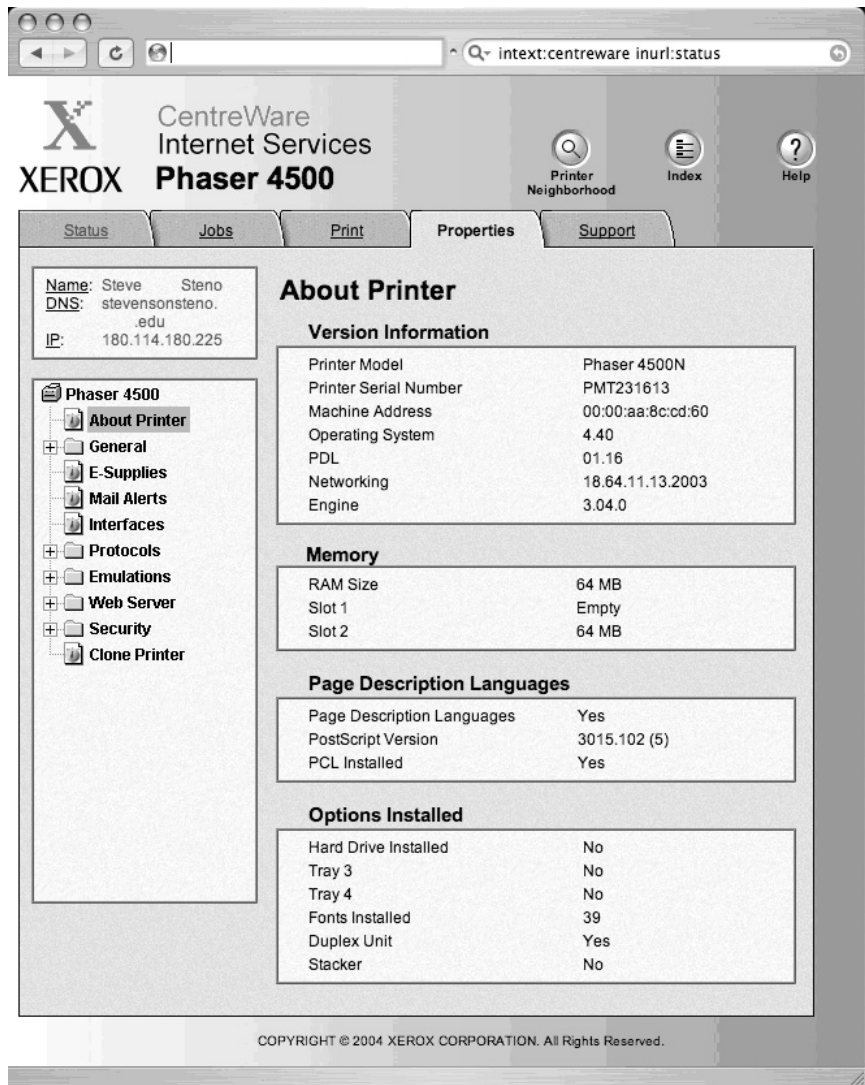 intext:centreware inurl:status
XEROX
CentreWare
Internet Services
Phaser 4500
Printer Neighborhood
Index
Help
Status
Jobs
Print
Properties
Support
Name: Steve Steno
DNS: stevensonsteno.
.edu
IP: 180.114.180.225
Phaser 4500
About Printer
General
E-Supplies
Mail Alerts
Interfaces
Protocols
Emulations
Web Server
Security
Clone Printer
About Printer
Version Information
Printer Model Phaser 4500N
Printer Serial Number PMT231613
Machine Address 00:00:aa:8c:cd:60
Operating System 4.40
PDL 01.16
Networking 18.64.11.13.2003
Engine 3.04.0
Memory
RAM Size 64 MB
Slot 1 Empty
Slot 2 64 MB
Page Description Languages
Page Description Languages Yes
PostScript Version 3015.102 (5)
PCL Installed Yes
Options Installed
Hard Drive Installed No
Tray 3 No
Tray 4 No
Fonts Installed 39
Duplex Unit Yes
Stacker No
COPYRIGHT © 2004 XEROX CORPORATION. All Rights Reserved.